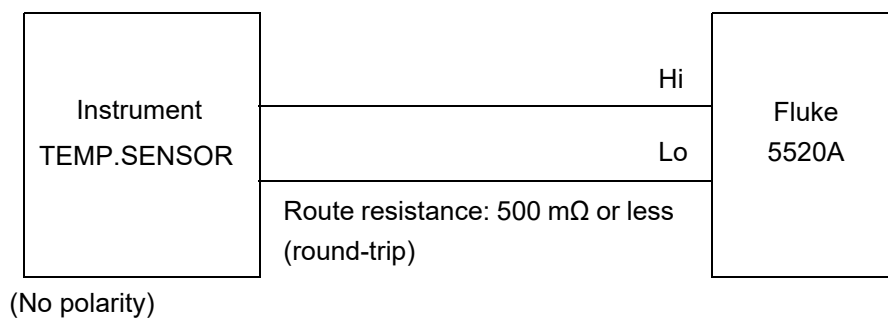 Instrument
TEMP.SENSOR
Hi
Lo
Fluke
5520A
Route resistance: 500 mΩ or less
(round-trip)
(No polarity)